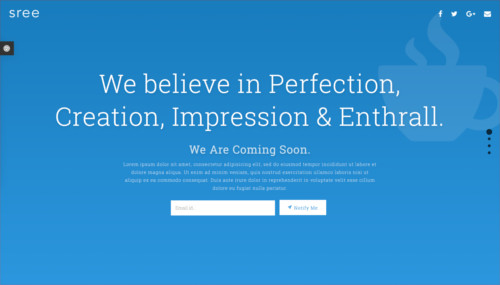 sree
We believe in Perfection,
Creation, Impression & Enthrall.
We Are Coming Soon.
Lorem ipsum dolor sit amet, consectetur adipisicing elit, sed do eiusmod tempor incididunt ut labore et
dolore magna aliqua. Ut enim ad minim veniam, quis nostrud exercitation ullamco laboris nisi ut
aliquip ex ea commodo consequat. Duis aute irure dolor in reprehenderit in voluptate velit esse cillum
dolore eu fugiat nulla pariatur.
Email id...
Notify Me